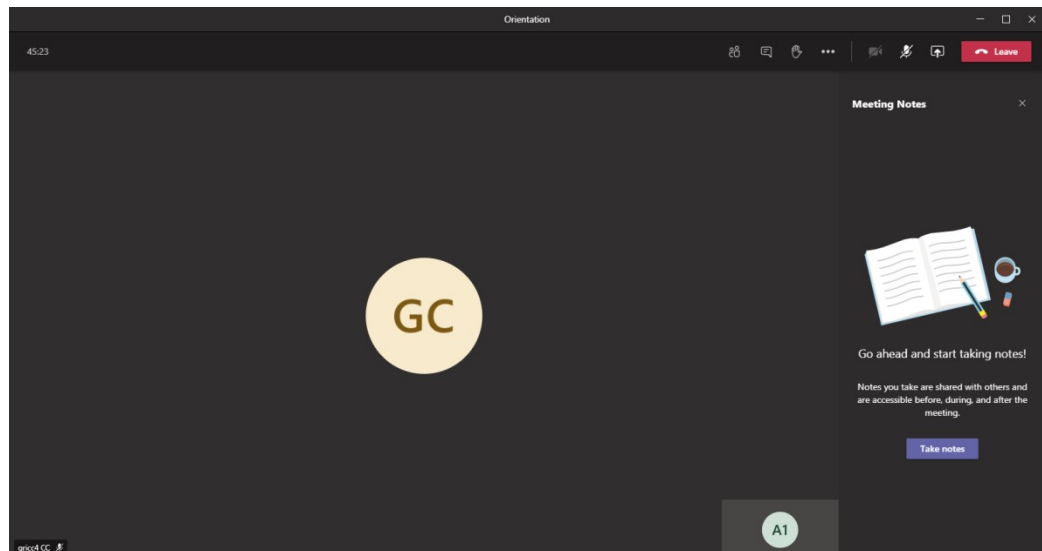 Orientation
45:23
Leave
Meeting Notes
GC
Go ahead and start taking notes!
Notes you take are shared with others and
are accessible before, during, and after the
meeting.
Take notes
A1
gricc4 CC